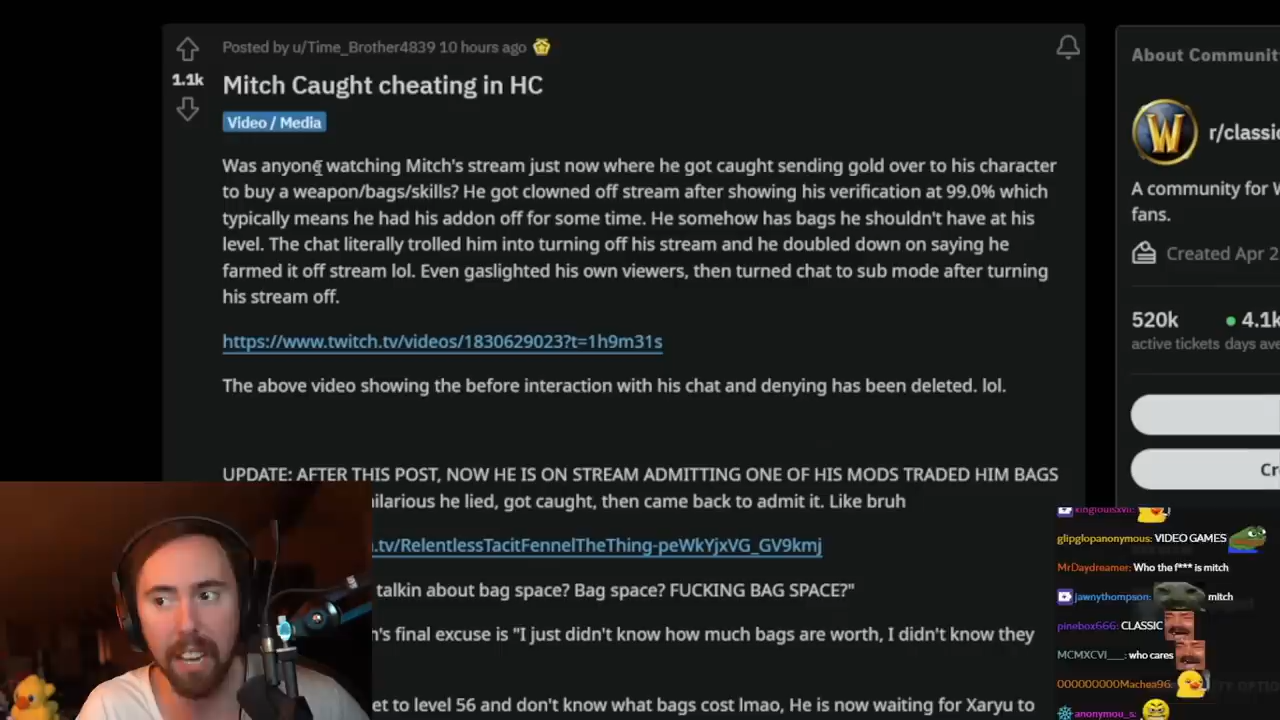 Posted by u/Time_Brother4839 10 hours ago
1.1k
Mitch Caught cheating in HC
Video / Media
Was anyone watching Mitch's stream just now where he got caught sending gold over to his character
to buy a weapon/bags/skills? He got clowned off stream after showing his verification at 99.0% which
typically means he had his addon off for some time. He somehow has bags he shouldn't have at his
level. The chat literally trolled him into turning off his stream and he doubled down on saying he
farmed it off stream lol. Even gaslighted his own viewers, then turned chat to sub mode after turning
his stream off.
https://www.twitch.tv/videos/1830629023?t=1h9m31s
The above video showing the before interaction with his chat and denying has been deleted. lol.
UPDATE: AFTER THIS POST, NOW HE IS ON STREAM ADMITTING ONE OF HIS MODS TRADED HIM BAGS
ilarious he lied, got caught, then came back to admit it. Like bruh
.tv/RelentlessTacitFennelTheThing-peWkYjxVG_GV9kmj
talkin about bag space? Bag space? FUCKING BAG SPACE?"
's final excuse is "I just didn't know how much bags are worth, I didn't know they
et to level 56 and don't know what bags cost lmao, He is now waiting for Xaryu to
About Communit
r/classic
A community for W
fans.
Created Apr 2
520k
4.1k
active tickets
days ave
Cr
glipglopanonymous: VIDEO GAMES
MrDaydreamer: Who the f*** is mitch
jawnythompson: mitch
pinebox666: CLASSIC
MCMXCVI___: who cares
000000000Machea96:
anonymou_s: